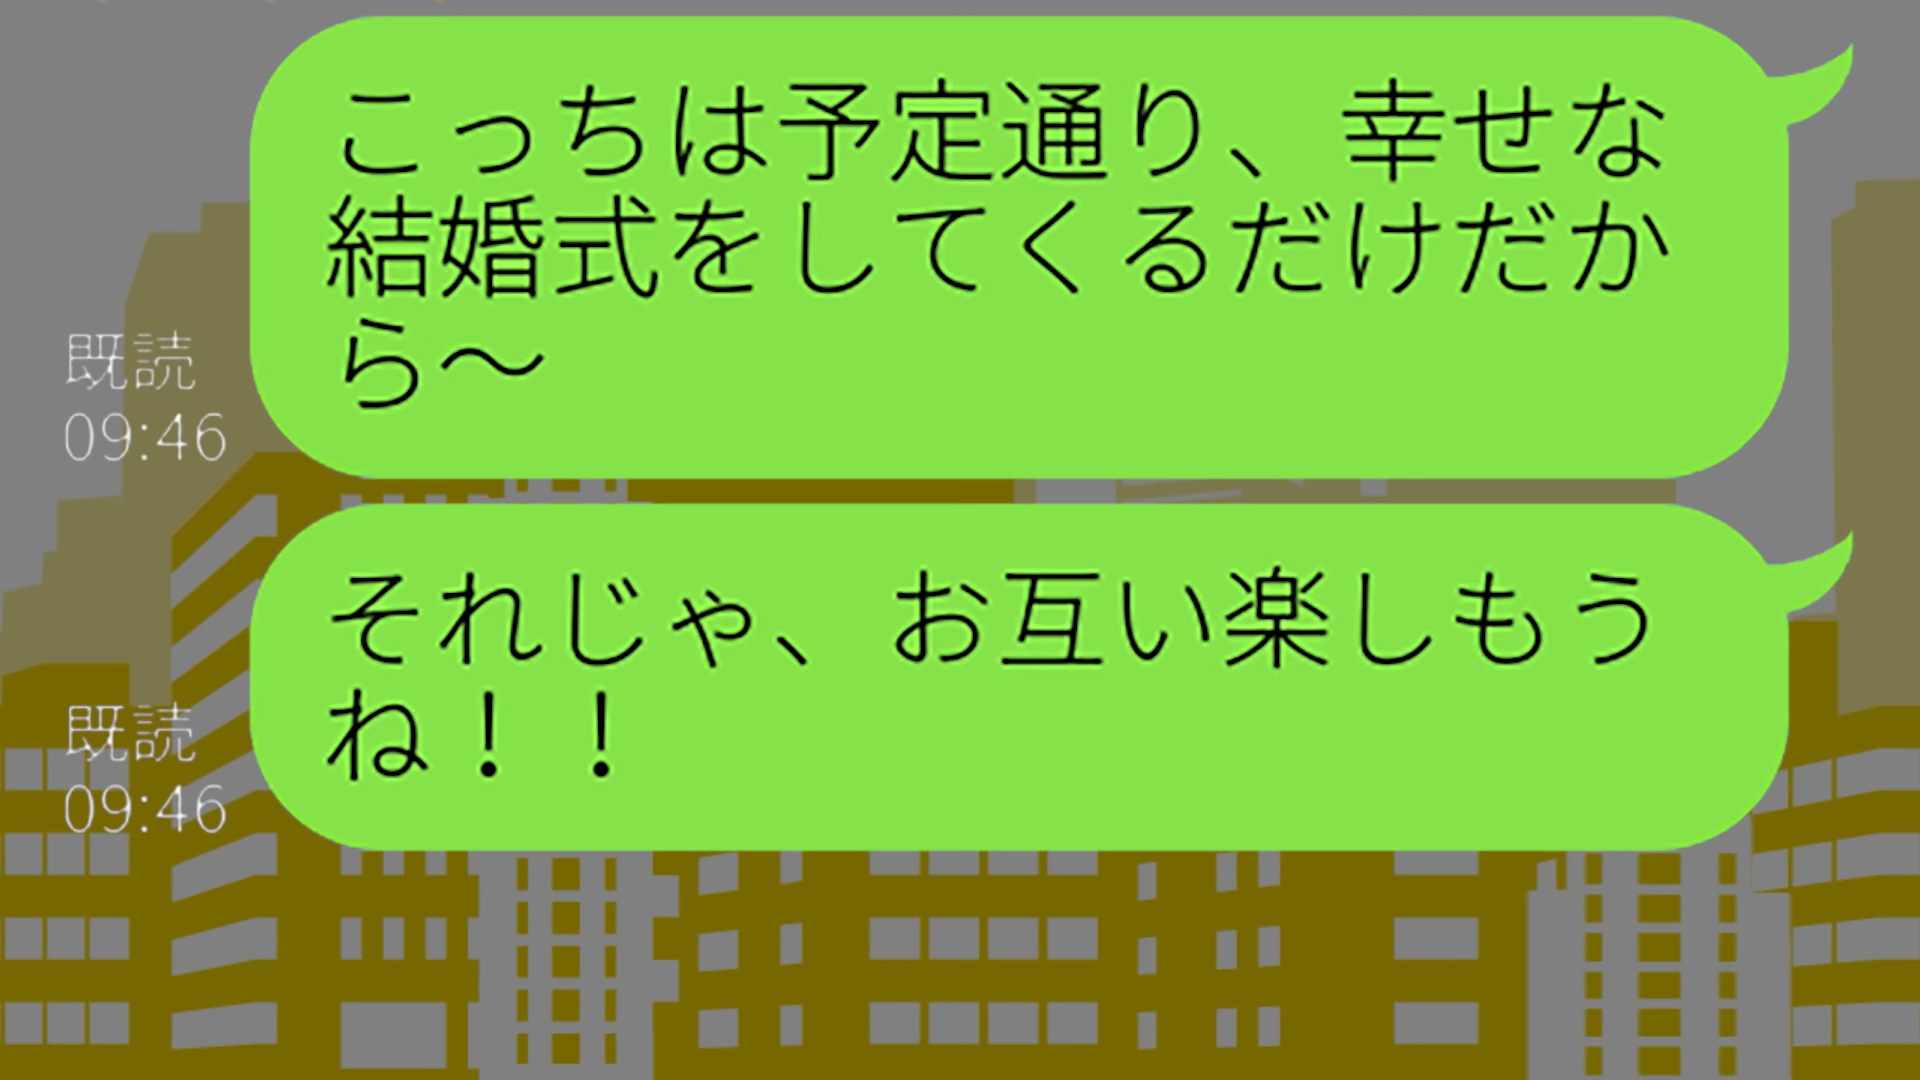 こっちは予定通り、幸せな
結婚式をしてくるだけだか
ら～
既読
09:46
それじゃ、お互い楽しもう
ね！！
既読
09:46